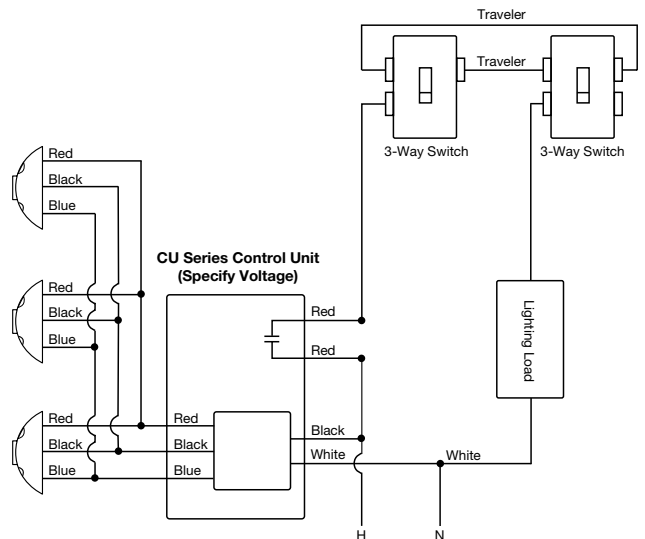 Traveler
Traveler
3-Way Switch
3-Way Switch
Red
Black
Blue
CU Series Control Unit
(Specify Voltage)
Red
Black
Blue
Red
Red
Lighting Load
Red
Black
Blue
Red
Black
Blue
Black
White
White
H
N